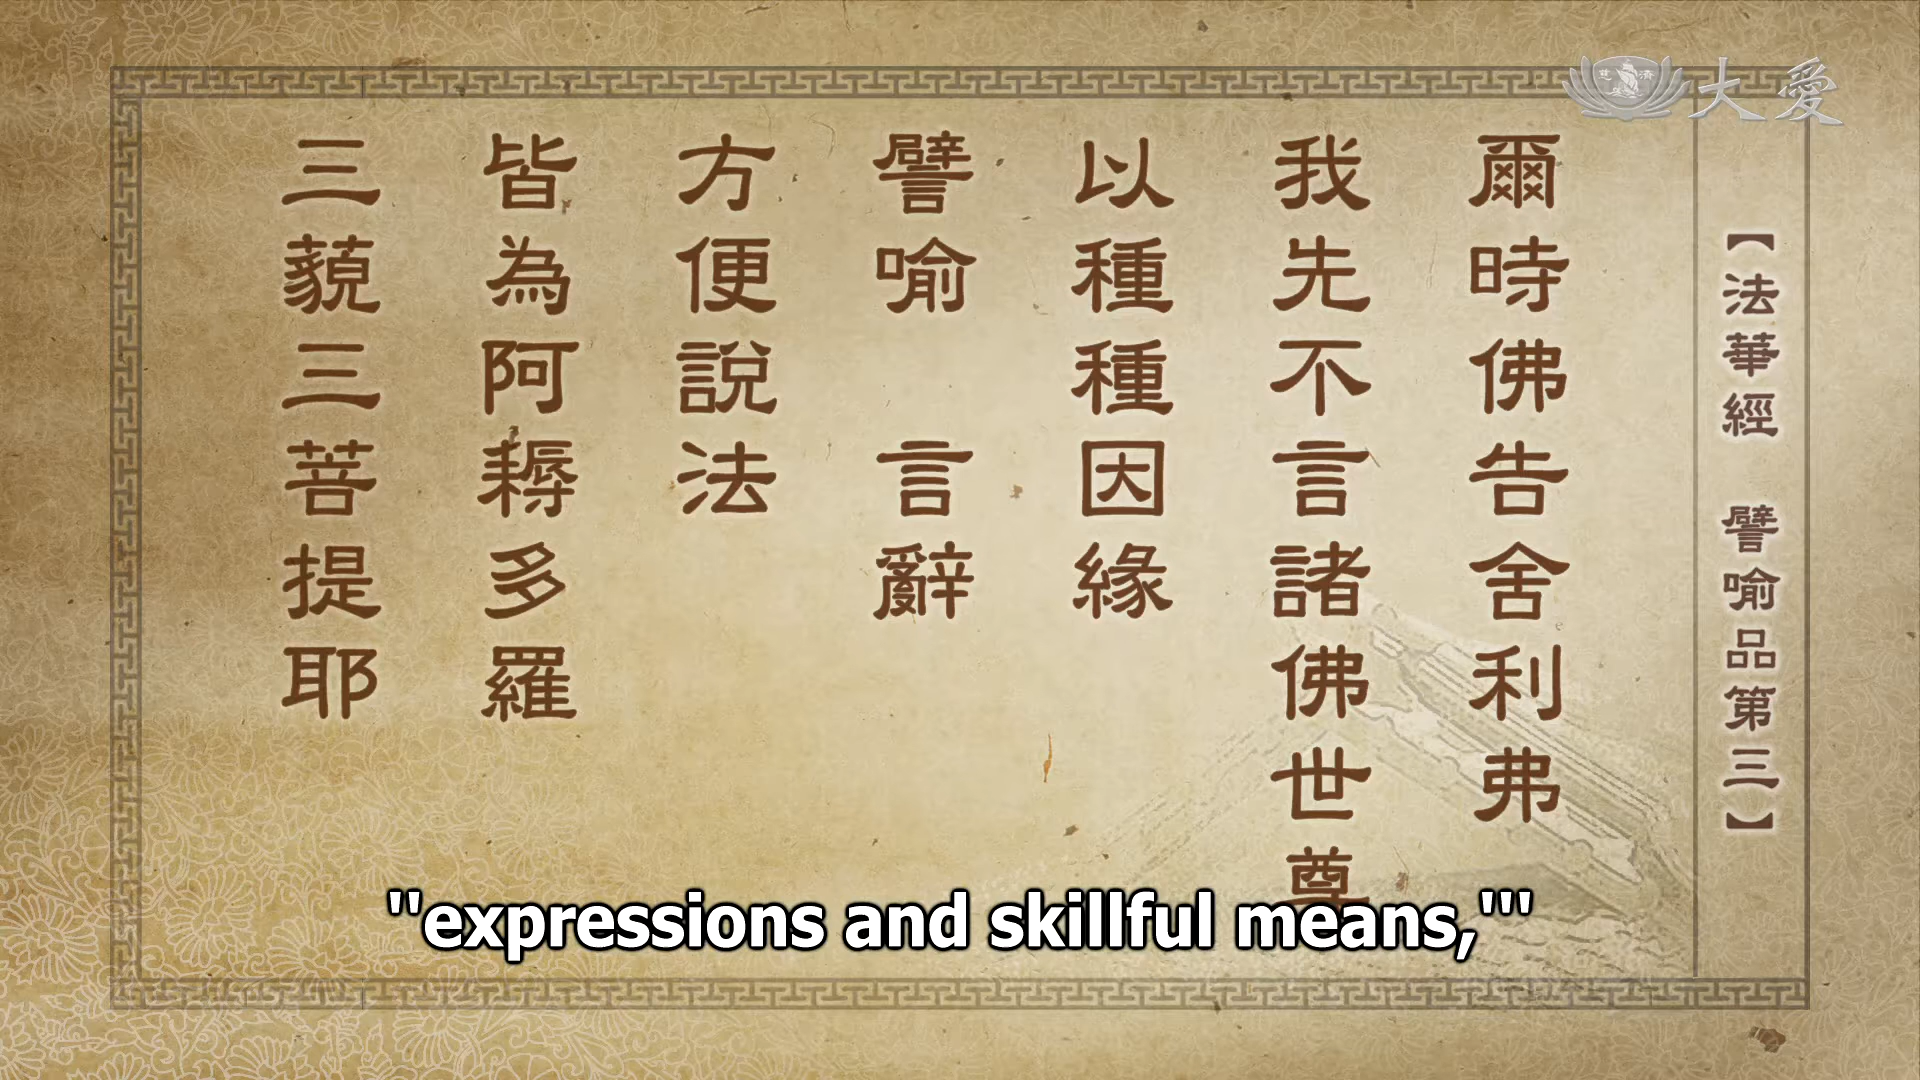 大愛
慈濟
【法華經 譬喻品第三】
爾時佛告舍利弗
我先不言諸佛世尊
以種種因緣
譬喻 言辭
方便說法
皆為阿耨多羅
三藐三菩提耶
"expressions and skillful means,'"